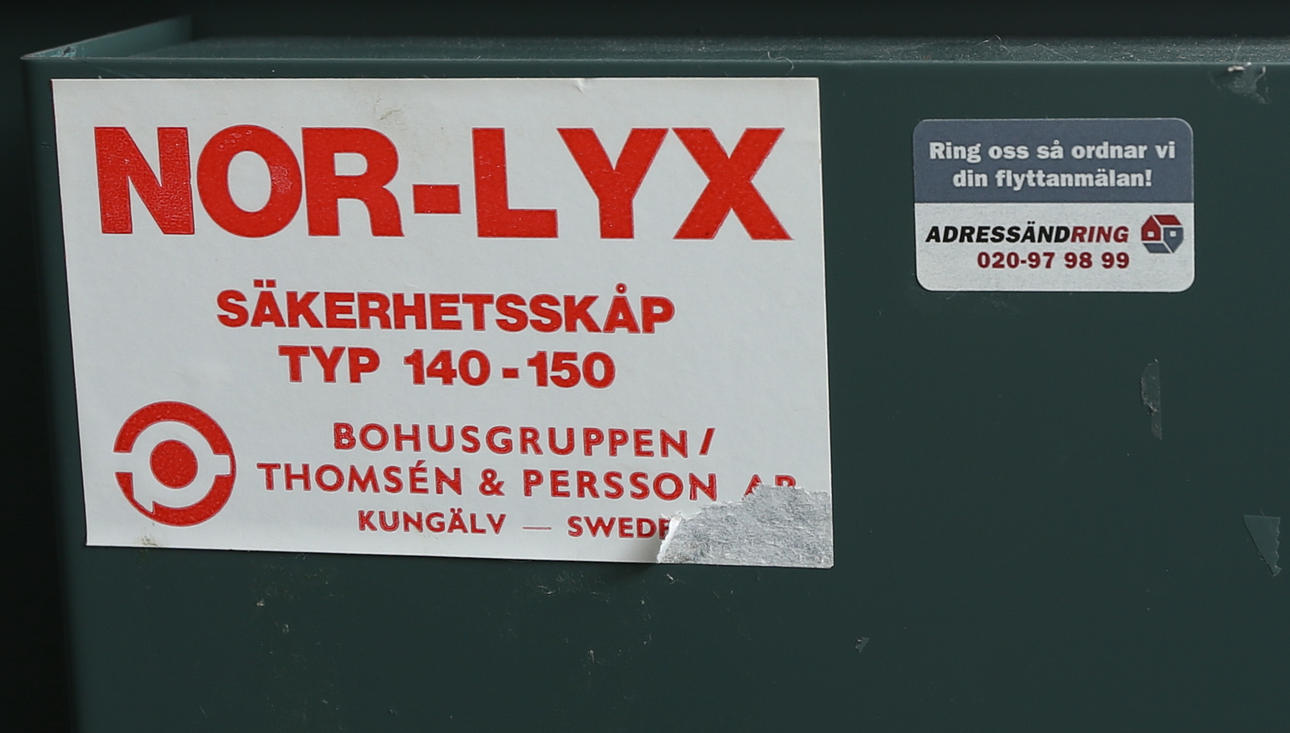 NOR-LYX
SÄKERHETSSKÅP
TYP 140-150
BOHUSGRUPPEN/
THOMSÉN & PERSSON
KUNGÄLV —
Ring oss så ordnar vi
din flyttanmälan!
ADRESSÄNDRING
020-97 98 99